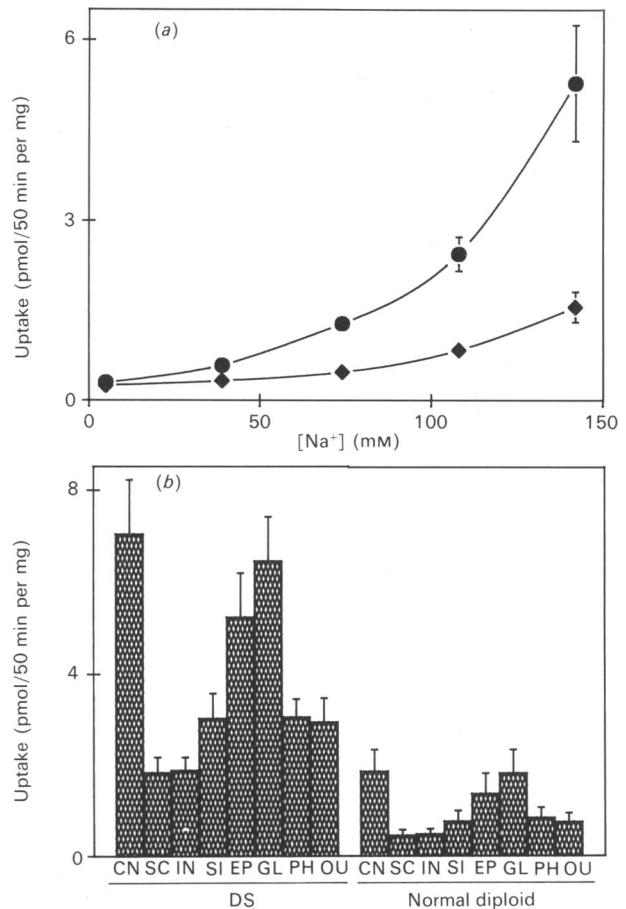 (a)
6
3
0
Uptake (pmol/50 min per mg)
0 50 100 150
[Na⁺] (mM)
(b)
8
4
0
Uptake (pmol/50 min per mg)
CN SC IN SI EP GL PH OU CN SC IN SI EP GL PH OU
DS Normal diploid